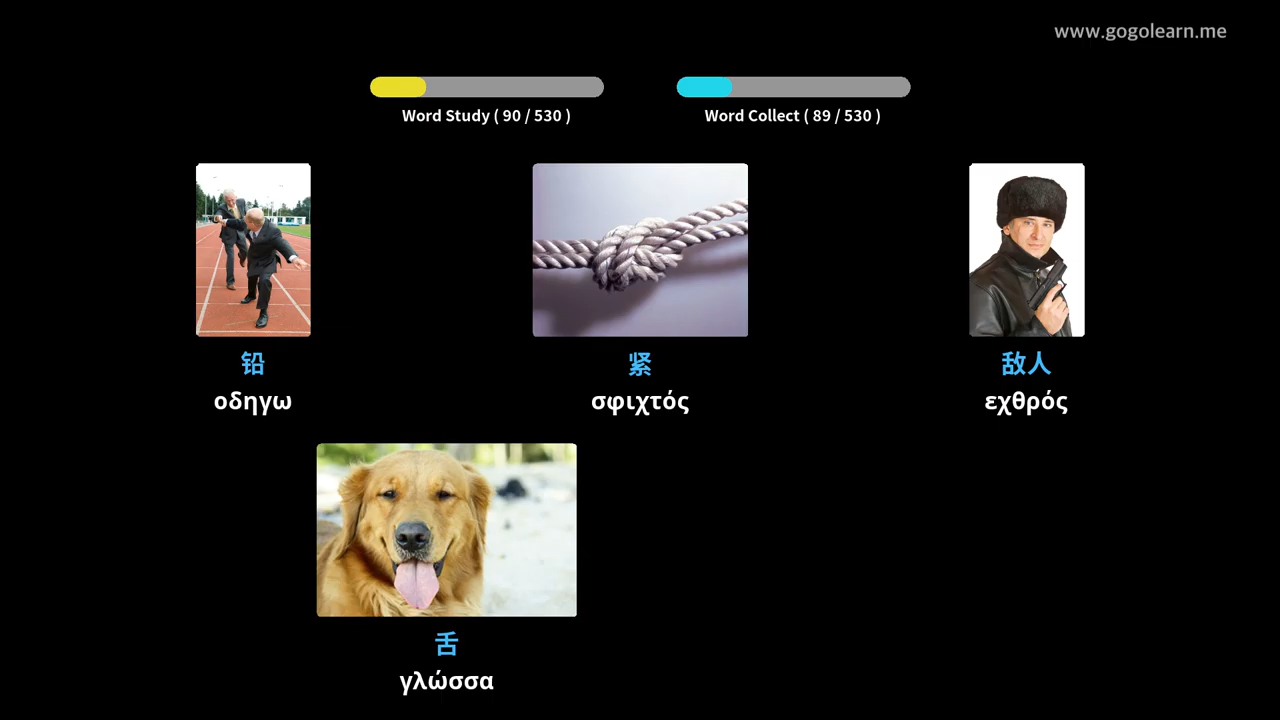 www.gogolearn.me
Word Study ( 90 / 530 )
Word Collect ( 89 / 530 )
铅
οδηγω
紧
σφιχτός
敌人
εχθρός
舌
γλώσσα